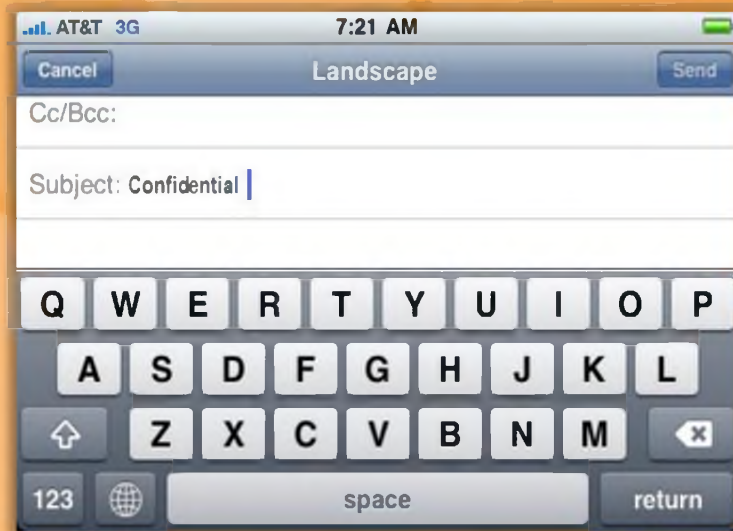 AT&T 3G 7:21 AM
Cancel Landscape Send
Cc/Bcc:
Subject: Confidential
Q W E R T Y U I O P
A S D F G H J K L
Z X C V B N M
123 space return